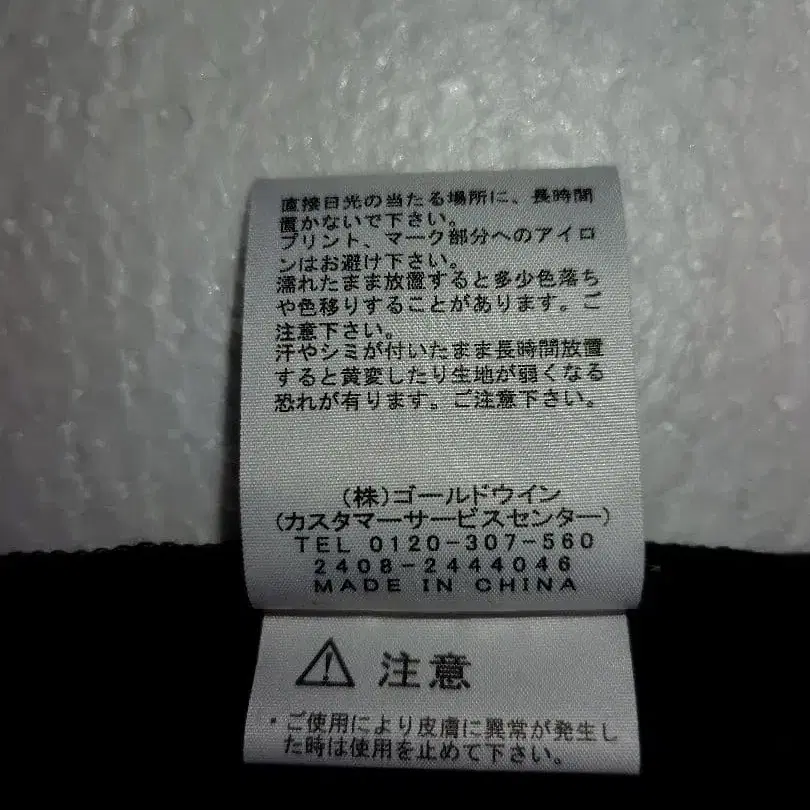 直接日光の当たる場所に、長時間
置かないで下さい。
プリント、マーク部分へのアイロ
ンはお避け下さい。
濡れたまま放置すると多少色落ち
や色移りすることがあります。ご
注意下さい。
汗やシミが付いたまま長時間放置
すると黄変したり生地が弱くなる
恐れが有ります。ご注意下さい。
(株)ゴールドウイン
(カスタマーサービスセンター)
TEL 0120-307-560
2408-2444046
MADE IN CHINA
⚠ 注意
・ご使用により皮膚に異常が発生し
た時は使用を止めて下さい。